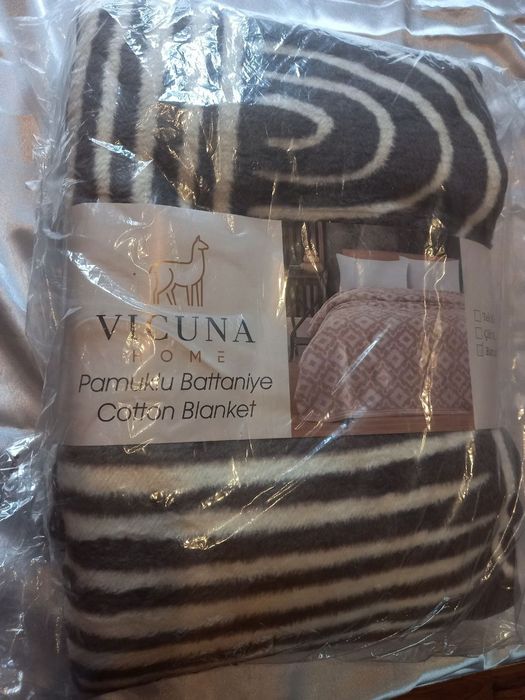 VICUNA
HOME
Pamuklu Battaniye
Cotton Blanket